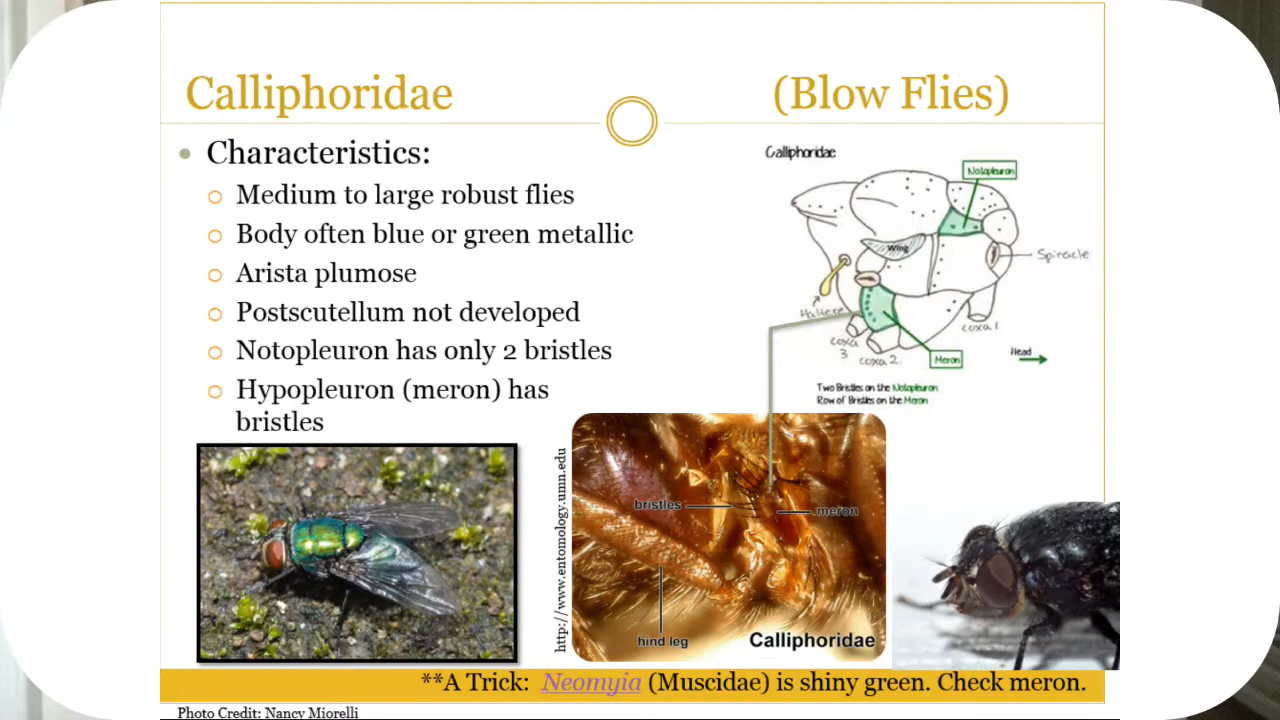 Calliphoridae (Blow Flies)
Characteristics:
Medium to large robust flies
Body often blue or green metallic
Arista plumose
Postscutellum not developed
Notopleuron has only 2 bristles
Hypopleuron (meron) has
bristles
Calliphoridae
Notopleuron
Wing
Spiracle
Haltere
coxa 1
coxa
3
coxa 2
Meron
Head
Two Bristles on the Notopleuron
Row of Bristles on the Meron
http://www.entomology.umn.edu
bristles
meron
hind leg
Calliphoridae
**A Trick: Neomyia (Muscidae) is shiny green. Check meron.
Photo Credit: Nancy Miorelli